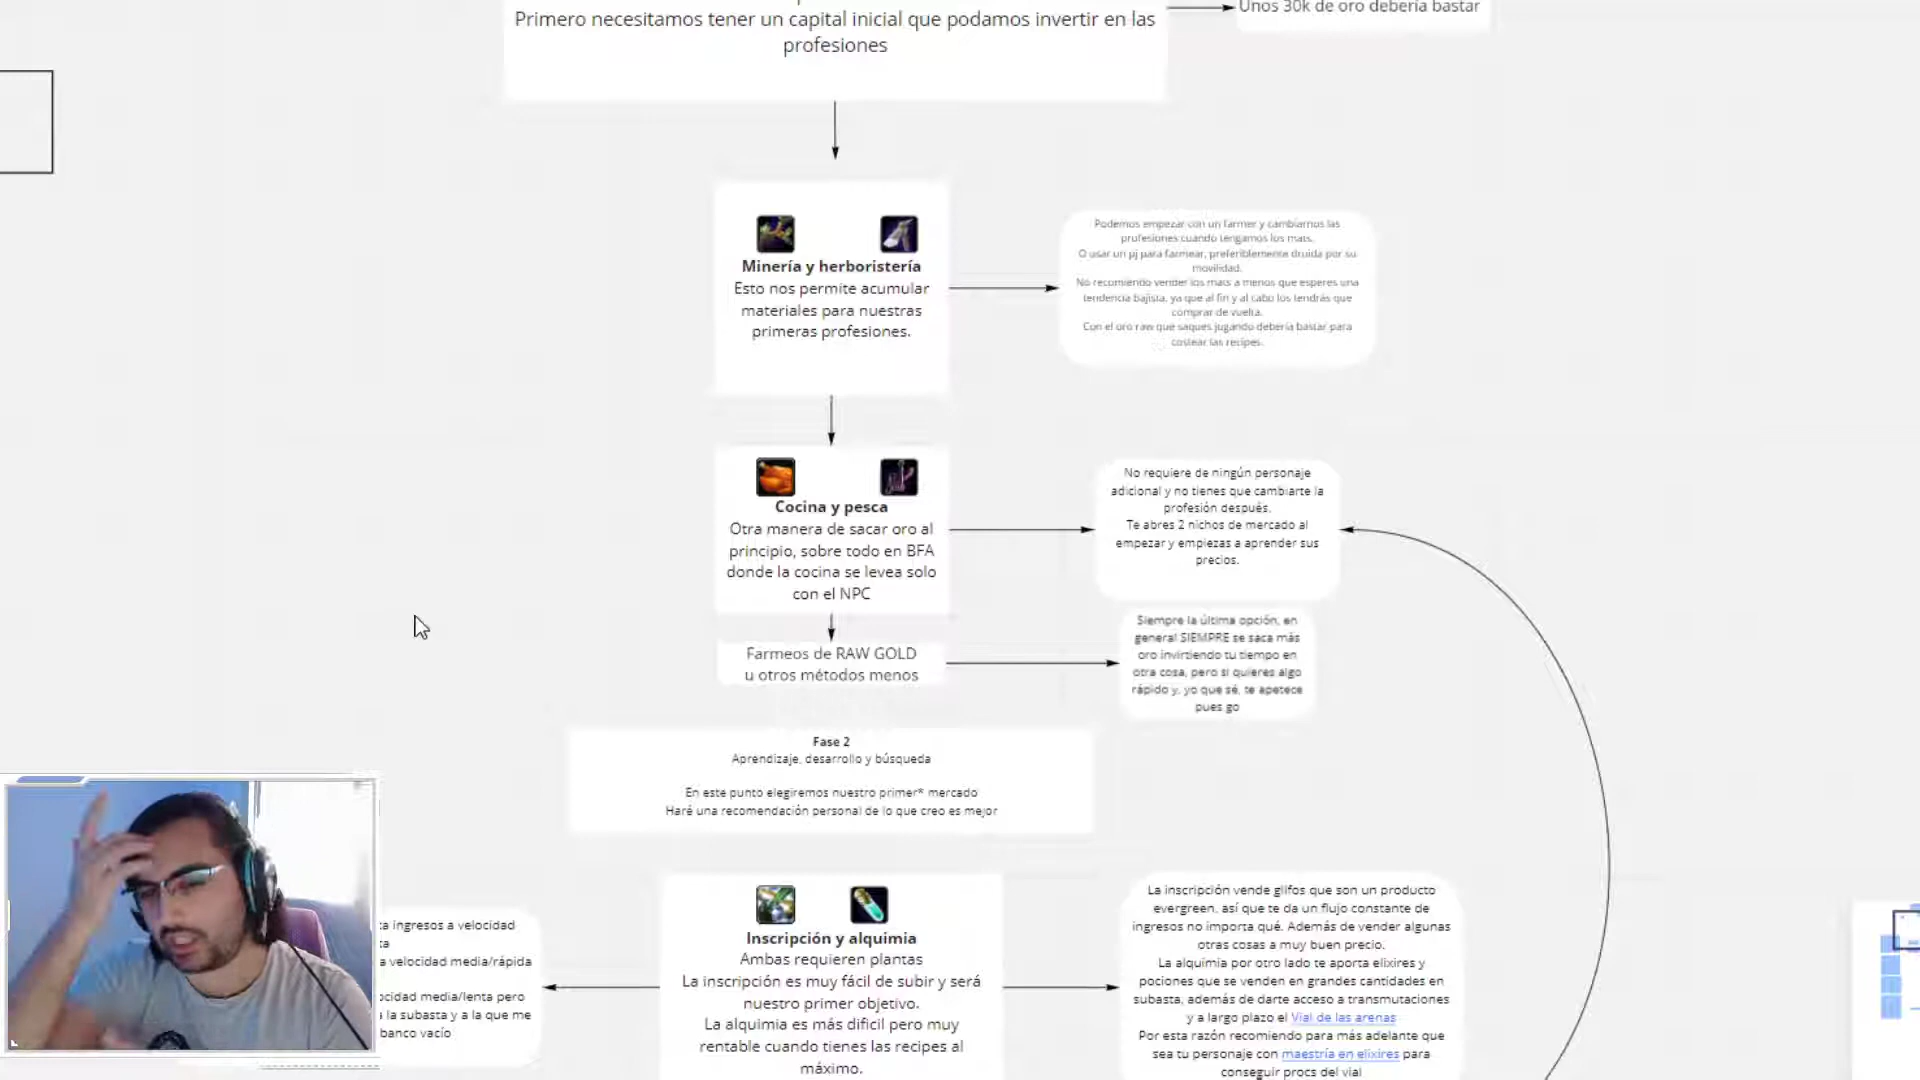 Primero necesitamos tener un capital inicial que podamos invertir en las
profesiones
Unos 30k de oro debería bastar
Minería y herboristería
Esto nos permite acumular
materiales para nuestras
primeras profesiones.
Podemos empezar con un farmer y cambiarnos las
profesiones cuando tengamos los mats.
O usar un pj para farmear, preferiblemente druida por su
movilidad.
No recomiendo vender los mats a menos que esperes una
tendencia bajista, ya que al fin y al cabo los tendrás que
comprar de vuelta.
Con el oro raw que saques jugando debería bastar para
costear las recipes.
Cocina y pesca
Otra manera de sacar oro al
principio, sobre todo en BFA
donde la cocina se levea solo
con el NPC
No requiere de ningún personaje
adicional y no tienes que cambiarte la
profesión después.
Te abres 2 nichos de mercado al
empezar y empiezas a aprender sus
precios.
Farmeos de RAW GOLD
u otros métodos menos
Siempre la última opción, en
general SIEMPRE se saca más
oro invirtiendo tu tiempo en
otra cosa, pero si quieres algo
rápido y, yo que sé, te apetece
pues go
Fase 2
Aprendizaje, desarrollo y búsqueda
En este punto elegiremos nuestro primer* mercado
Haré una recomendación personal de lo que creo es mejor
Inscripción y alquimia
Ambas requieren plantas
La inscripción es muy fácil de subir y será
nuestro primer objetivo.
La alquimia es más difícil pero muy
rentable cuando tienes las recipes al
máximo.
La inscripción vende glifos que son un producto
evergreen, así que te da un flujo constante de
ingresos no importa qué. Además de vender algunas
otras cosas a muy buen precio.
La alquimia por otro lado te aporta elixires y
pociones que se venden en grandes cantidades en
subasta, además de darte acceso a transmutaciones
y a largo plazo el Vial de las arenas
Por esta razón recomiendo para más adelante que
sea tu personaje con maestría en elixires para
conseguir procs del vial
ingresos a velocidad
a velocidad media/rápida
media/lenta pero
la subasta y a la que me
banco vacío